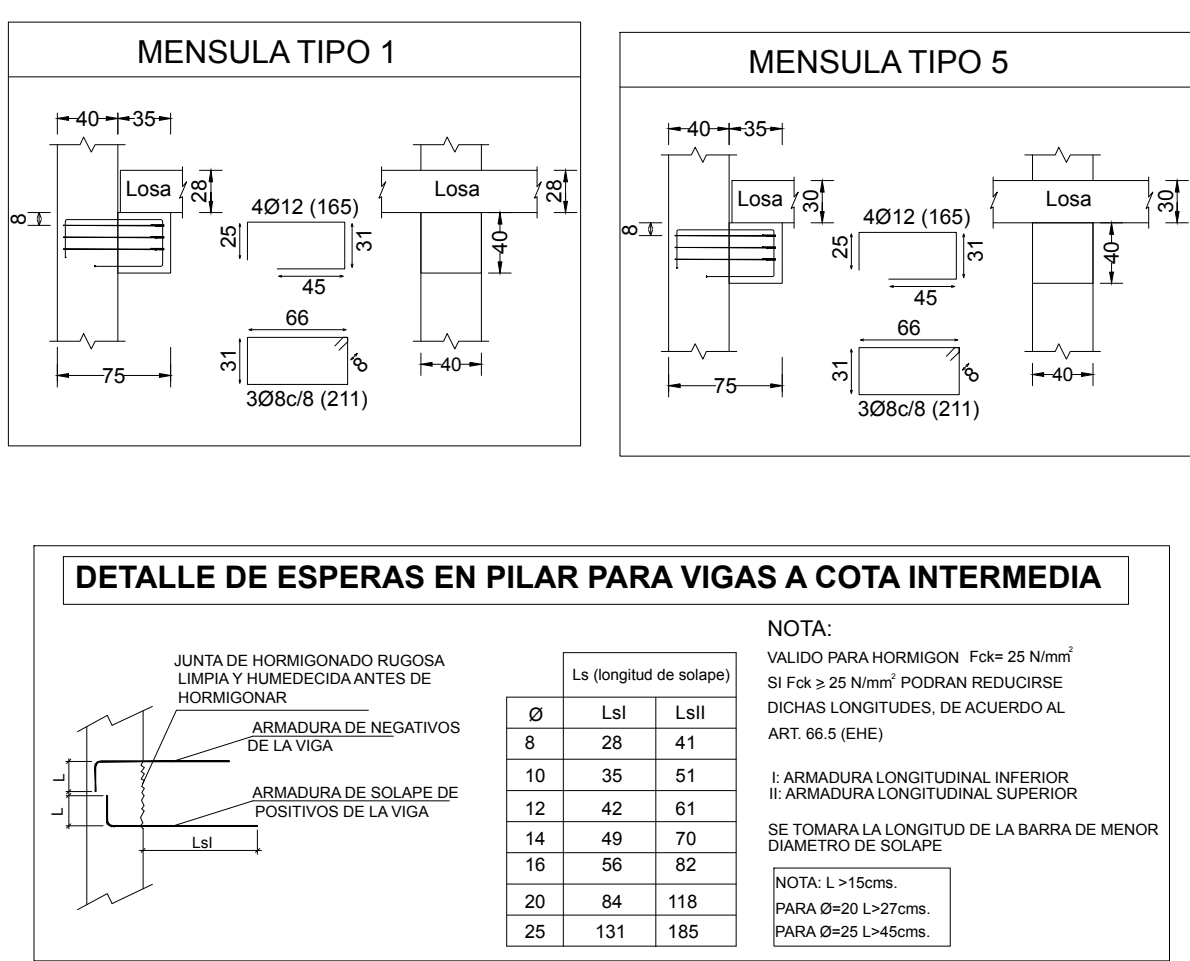 MENSULA TIPO 1
40 35
Losa
28
8
4Ø12 (165)
25
31
45
66
31
8
3Ø8c/8 (211)
75
Losa
28
40
40
MENSULA TIPO 5
40 35
Losa
30
8
4Ø12 (165)
25
31
45
66
31
8
3Ø8c/8 (211)
75
Losa
30
40
40
DETALLE DE ESPERAS EN PILAR PARA VIGAS A COTA INTERMEDIA
JUNTA DE HORMIGONADO RUGOSA
LIMPIA Y HUMEDECIDA ANTES DE
HORMIGONAR
ARMADURA DE NEGATIVOS
DE LA VIGA
ARMADURA DE SOLAPE DE
POSITIVOS DE LA VIGA
L
L
LsI
Ls (longitud de solape)
Ø LsI LsII
8 28 41
10 35 51
12 42 61
14 49 70
16 56 82
20 84 118
25 131 185
NOTA:
VALIDO PARA HORMIGON Fck= 25 N/mm²
SI Fck ≥ 25 N/mm² PODRAN REDUCIRSE
DICHAS LONGITUDES, DE ACUERDO AL
ART. 66.5 (EHE)
I: ARMADURA LONGITUDINAL INFERIOR
II: ARMADURA LONGITUDINAL SUPERIOR
SE TOMARA LA LONGITUD DE LA BARRA DE MENOR
DIAMETRO DE SOLAPE
NOTA: L >15cms.
PARA Ø=20 L>27cms.
PARA Ø=25 L>45cms.